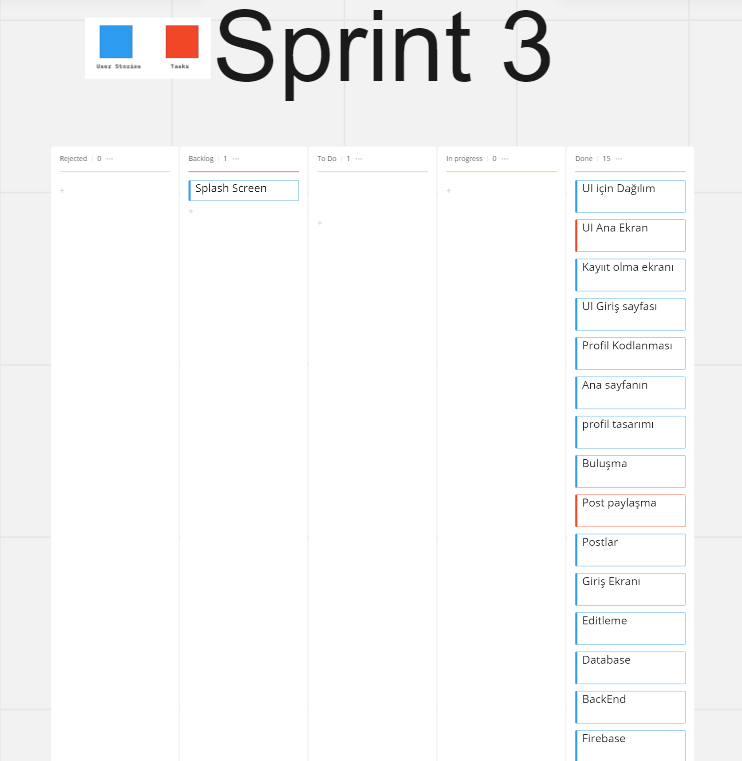 Sprint 3
User Stories
Tasks
Rejected 0 ...
Backlog 1 ...
To Do 1 ...
In progress 0 ...
Done 15 ...
+
Splash Screen
+
+
+
UI için Dağılım
UI Ana Ekran
Kayıt olma ekranı
UI Giriş sayfası
Profil Kodlanması
Ana sayfanın
profil tasarımı
Buluşma
Post paylaşma
Postlar
Giriş Ekranı
Editleme
Database
BackEnd
Firebase